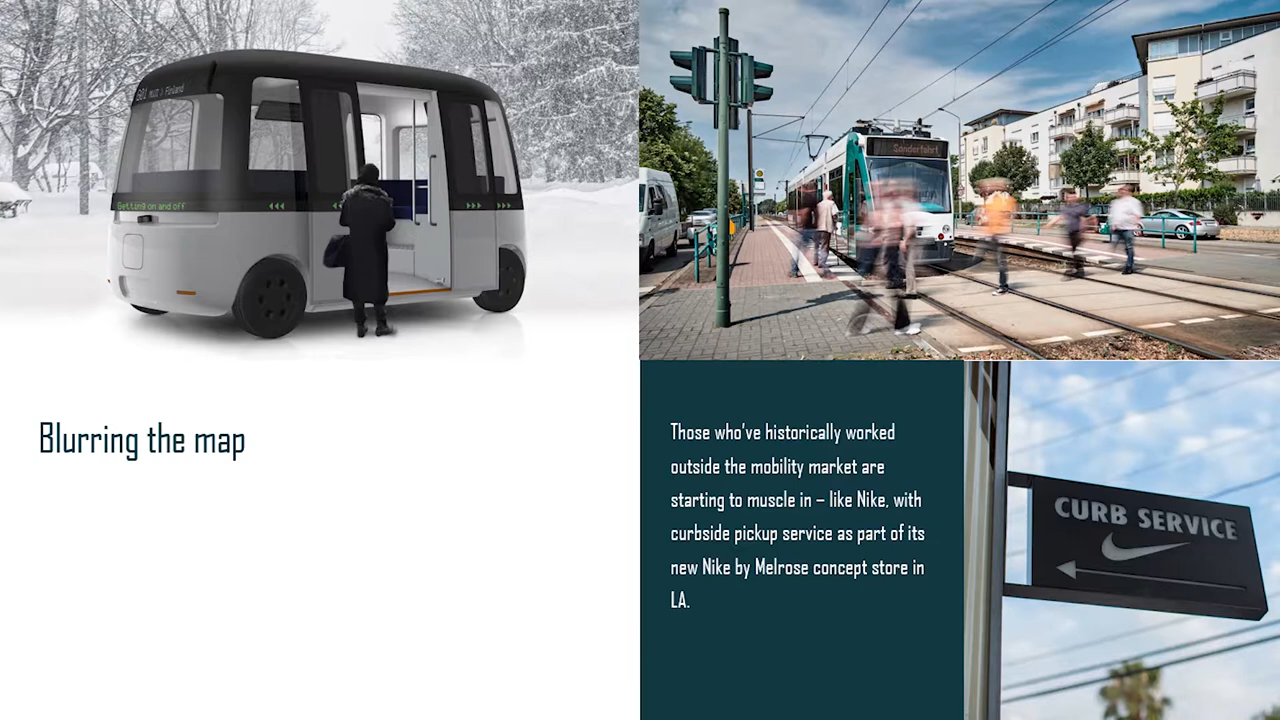 Muji / Finland
Getting on and off
Sonderfahrt
Blurring the map
Those who've historically worked
outside the mobility market are
starting to muscle in – like Nike, with
curbside pickup service as part of its
new Nike by Melrose concept store in
LA.
CURB SERVICE